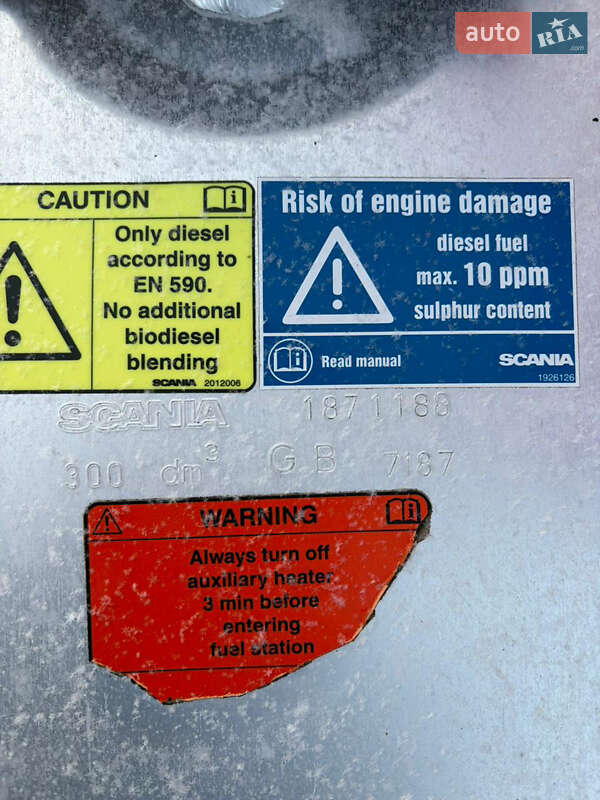 auto RIA.com
CAUTION
Only diesel
according to
EN 590.
No additional
biodiesel
blending
SCANIA 2012006
Risk of engine damage
diesel fuel
max. 10 ppm
sulphur content
Read manual
SCANIA
1926126
SCANIA 1871188
300 dm³ GB 7187
WARNING
Always turn off
auxiliary heater
3 min before
entering
fuel station